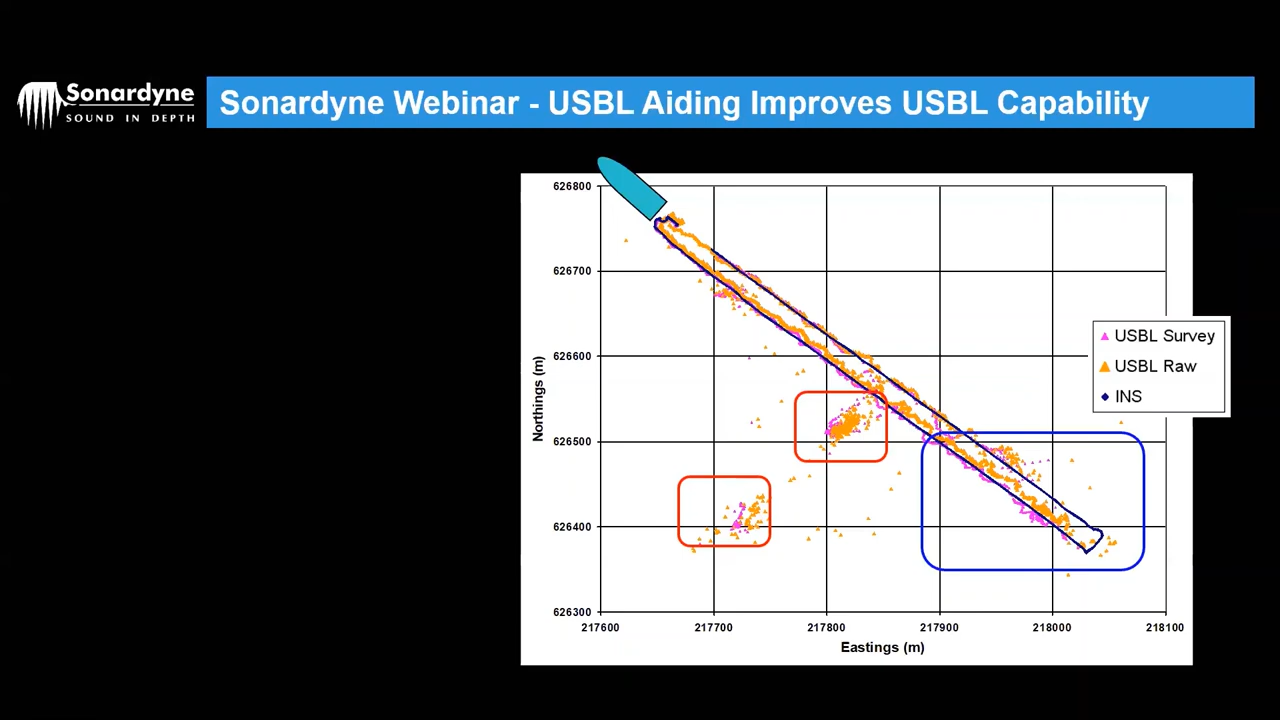 Sonardyne
SOUND IN DEPTH
Sonardyne Webinar - USBL Aiding Improves USBL Capability
626800
626700
626600
626500
626400
626300
Northings (m)
217600 217700 217800 217900 218000 218100
Eastings (m)
USBL Survey
USBL Raw
INS